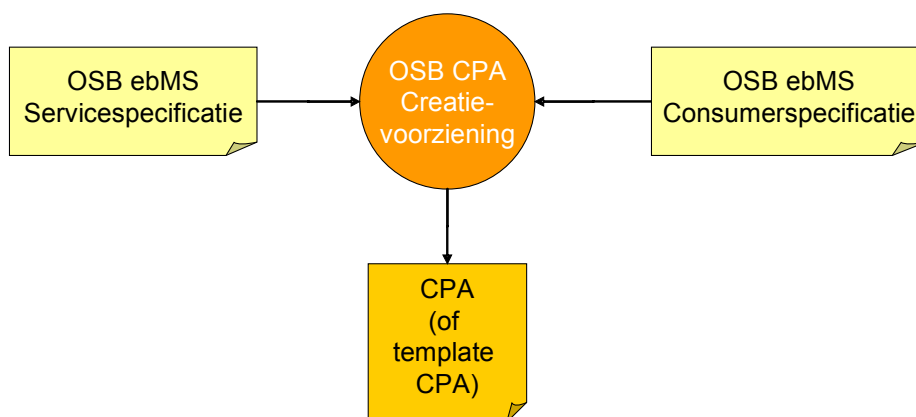 OSB ebMS
Servicespecificatie
OSB CPA
Creatie-
voorziening
OSB ebMS
Consumerspecificatie
CPA
(of
template
CPA)